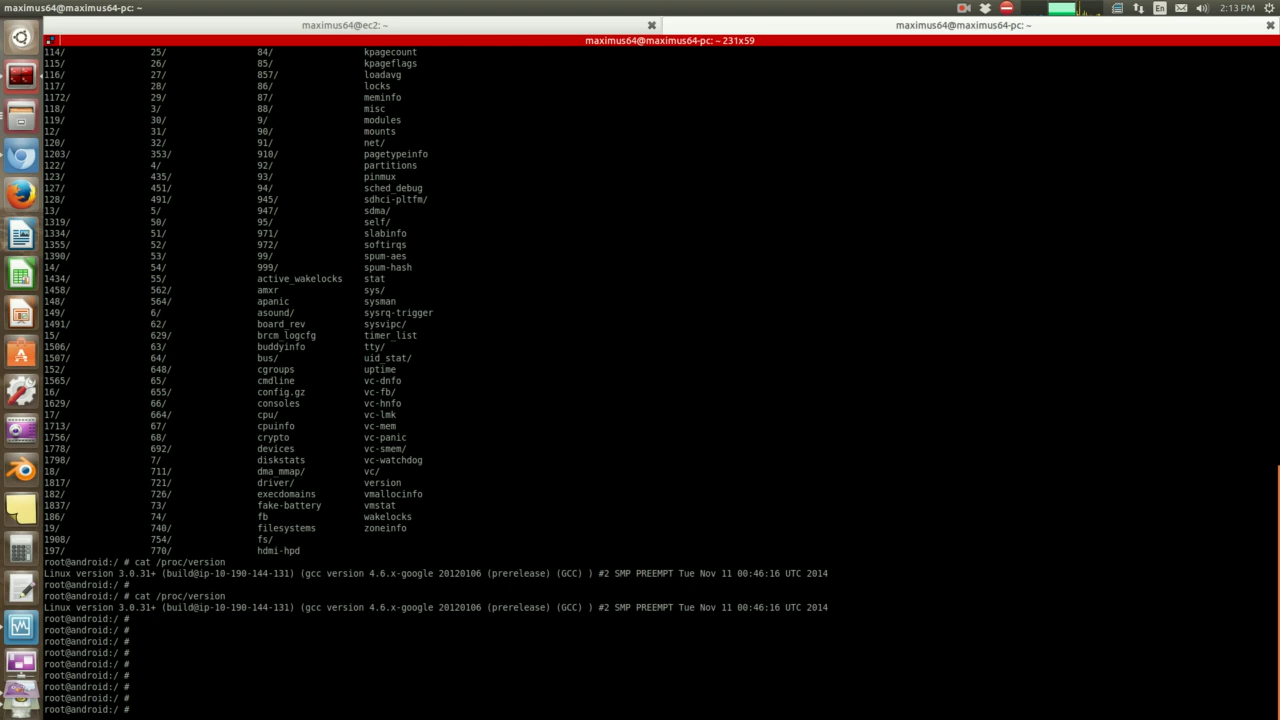 maximus64@maximus64-pc: ~
En
2:13 PM
maximus64@ec2: ~
maximus64@maximus64-pc: ~
maximus64@maximus64-pc: ~ 231x59
114/ 25/ 84/ kpagecount
115/ 26/ 85/ kpageflags
116/ 27/ 857/ loadavg
117/ 28/ 86/ locks
1172/ 29/ 87/ meminfo
118/ 3/ 88/ misc
119/ 30/ 9/ modules
12/ 31/ 90/ mounts
120/ 32/ 91/ net/
1203/ 353/ 910/ pagetypeinfo
122/ 4/ 92/ partitions
123/ 435/ 93/ pinmux
127/ 451/ 94/ sched_debug
128/ 491/ 945/ sdhci-pltfm/
13/ 5/ 947/ sdma/
1319/ 50/ 95/ self/
1334/ 51/ 971/ slabinfo
1355/ 52/ 972/ softirqs
1390/ 53/ 99/ spum-aes
14/ 54/ 999/ spum-hash
1434/ 55/ active_wakelocks stat
1458/ 562/ amxr sys/
148/ 564/ apanic sysman
149/ 6/ asound/ sysrq-trigger
1491/ 62/ board_rev sysvipc/
15/ 629/ brcm_logcfg timer_list
1506/ 63/ buddyinfo tty/
1507/ 64/ bus/ uid_stat/
152/ 648/ cgroups uptime
1565/ 65/ cmdline vc-dnfo
16/ 655/ config.gz vc-fb/
1629/ 66/ consoles vc-hnfo
17/ 664/ cpu/ vc-lmk
1713/ 67/ cpuinfo vc-mem
1756/ 68/ crypto vc-panic
1778/ 692/ devices vc-smem/
1798/ 7/ diskstats vc-watchdog
18/ 711/ dma_mmap/ vc/
1817/ 721/ driver/ version
182/ 726/ execdomains vmallocinfo
1837/ 73/ fake-battery vmstat
186/ 74/ fb wakelocks
19/ 740/ filesystems zoneinfo
1908/ 754/ fs/
197/ 770/ hdmi-hpd
root@android:/ # cat /proc/version
Linux version 3.0.31+ (build@ip-10-190-144-131) (gcc version 4.6.x-google 20120106 (prerelease) (GCC) ) #2 SMP PREEMPT Tue Nov 11 00:46:16 UTC 2014
root@android:/ #
root@android:/ # cat /proc/version
Linux version 3.0.31+ (build@ip-10-190-144-131) (gcc version 4.6.x-google 20120106 (prerelease) (GCC) ) #2 SMP PREEMPT Tue Nov 11 00:46:16 UTC 2014
root@android:/ #
root@android:/ #
root@android:/ #
root@android:/ #
root@android:/ #
root@android:/ #
root@android:/ #
root@android:/ #
root@android:/ #